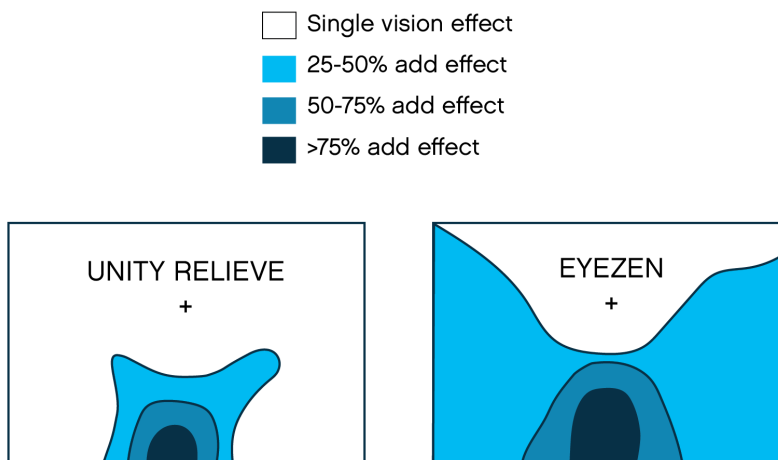 Single vision effect
25-50% add effect
50-75% add effect
>75% add effect
UNITY RELIEVE
+
EYEZEN
+